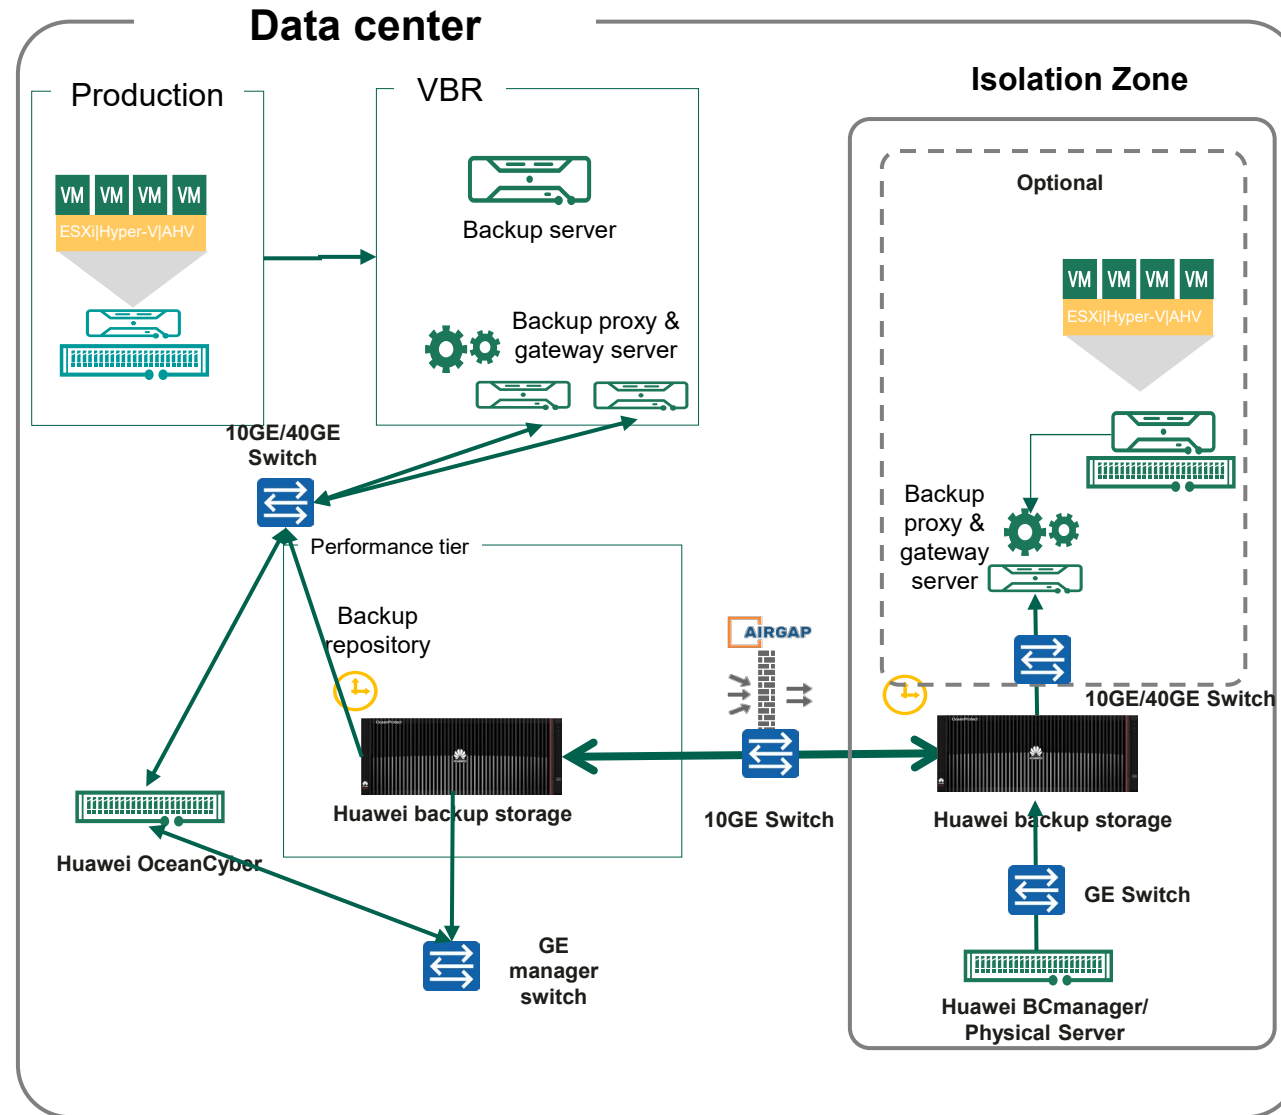 Data center
Isolation Zone
Production
VBR
VM VM VM VM
ESXi|Hyper-V|AHV
Backup server
Backup proxy &
gateway server
10GE/40GE
Switch
Performance tier
Backup
repository
OceanProtect
Huawei backup storage
Huawei OceanCyber
GE
manager
switch
AIRGAP
10GE Switch
Optional
VM VM VM VM
ESXi|Hyper-V|AHV
Backup
proxy &
gateway
server
10GE/40GE Switch
OceanProtect
Huawei backup storage
GE Switch
Huawei BCmanager/
Physical Server